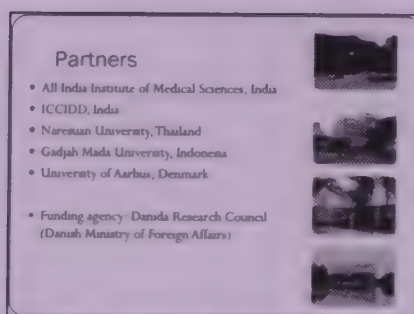 Partners
• All India Institute of Medical Sciences, India
• ICCIDD, India
• Naresuan University, Thailand
• Gadjah Mada University, Indonesia
• University of Aarhus, Denmark
• Funding agency: Danida Research Council
(Danish Ministry of Foreign Affairs)